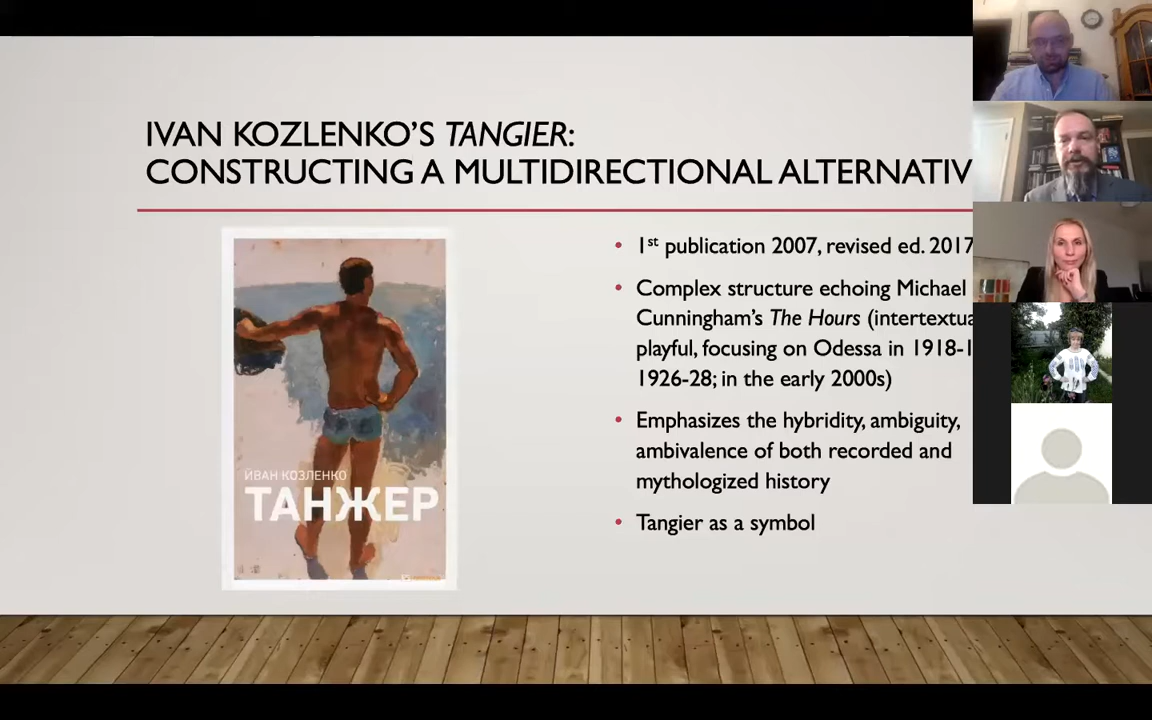 IVAN KOZLENKO'S TANGIER:
CONSTRUCTING A MULTIDIRECTIONAL ALTERNATIV
• 1st publication 2007, revised ed. 2017
• Complex structure echoing Michael
Cunningham's The Hours (intertextua
playful, focusing on Odessa in 1918-1
1926-28; in the early 2000s)
• Emphasizes the hybridity, ambiguity,
ambivalence of both recorded and
mythologized history
• Tangier as a symbol
ЙВАН КОЗЛЕНКО
ТАНЖЕР